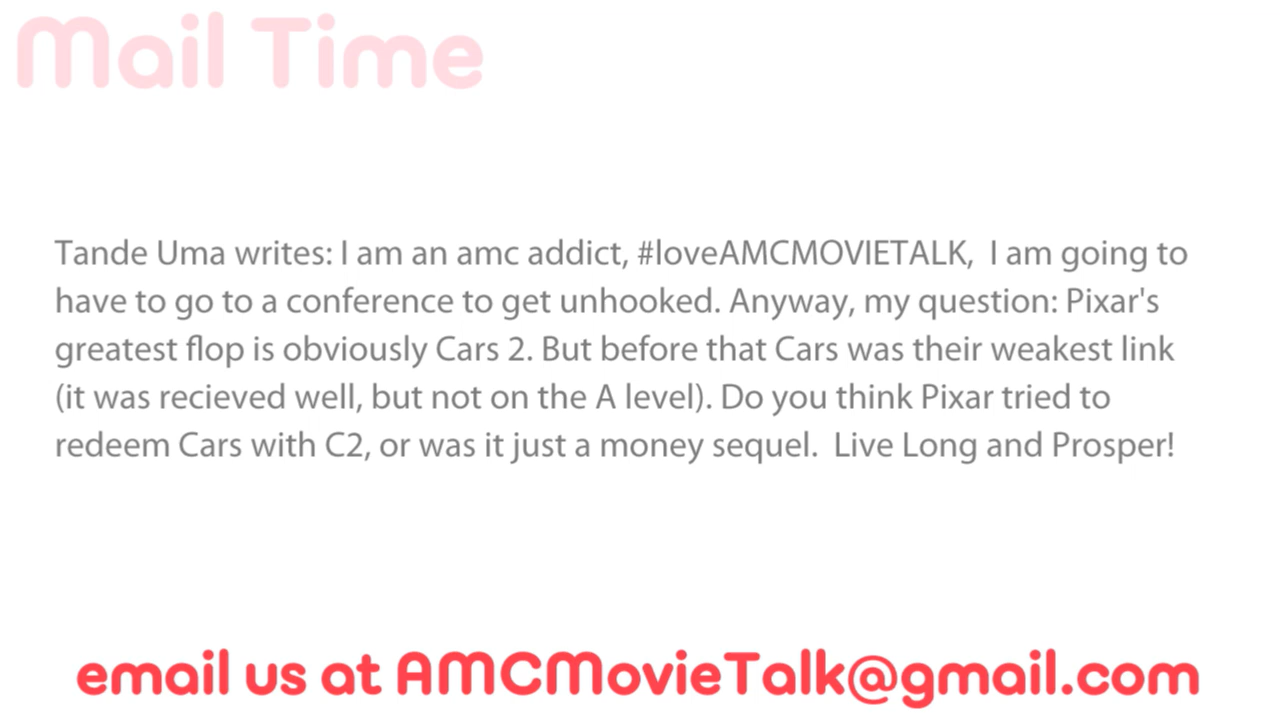 Mail Time
Tande Uma writes: I am an amc addict, #loveAMCMOVIETALK,  I am going to
have to go to a conference to get unhooked. Anyway, my question: Pixar's
greatest flop is obviously Cars 2. But before that Cars was their weakest link
(it was recieved well, but not on the A level). Do you think Pixar tried to
redeem Cars with C2, or was it just a money sequel.  Live Long and Prosper!
email us at AMCMovieTalk@gmail.com